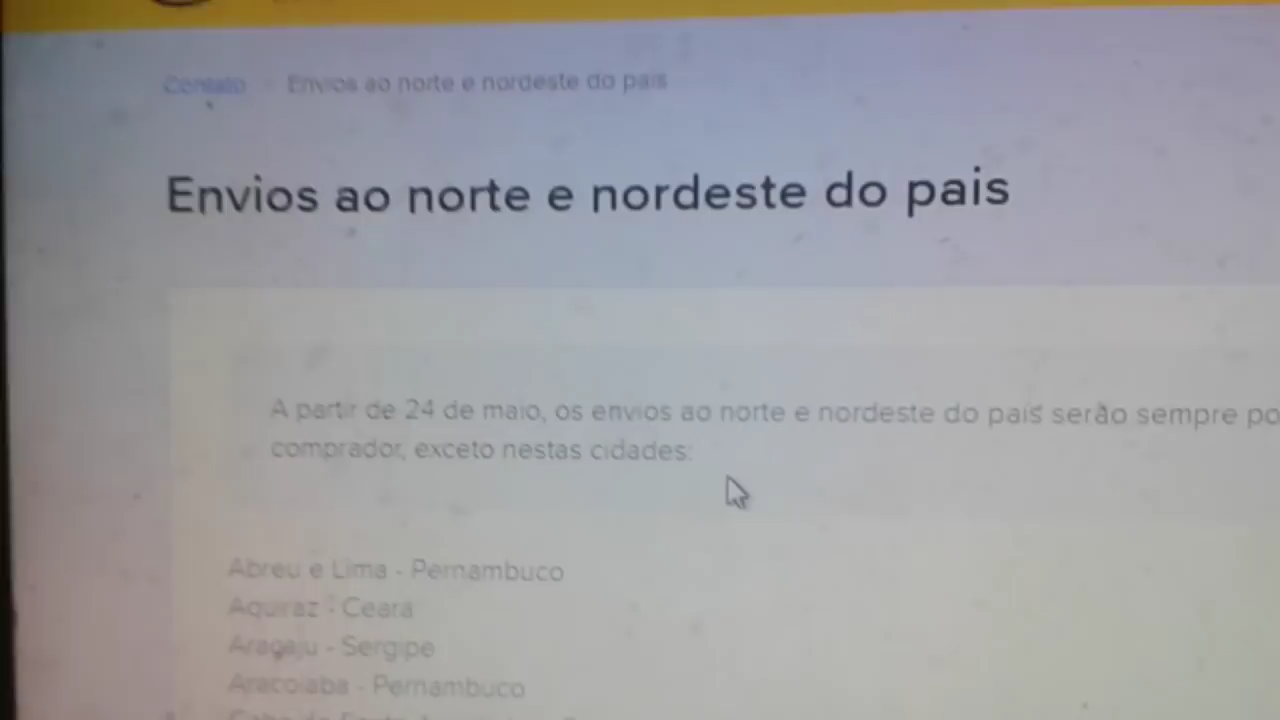 Contato Envios ao norte e nordeste do pais
Envios ao norte e nordeste do pais
A partir de 24 de maio, os envios ao norte e nordeste do pais serão sempre po
comprador, exceto nestas cidades:
Abreu e Lima - Pernambuco
Aquiraz - Ceara
Aracaju - Sergipe
Aracoiaba - Pernambuco